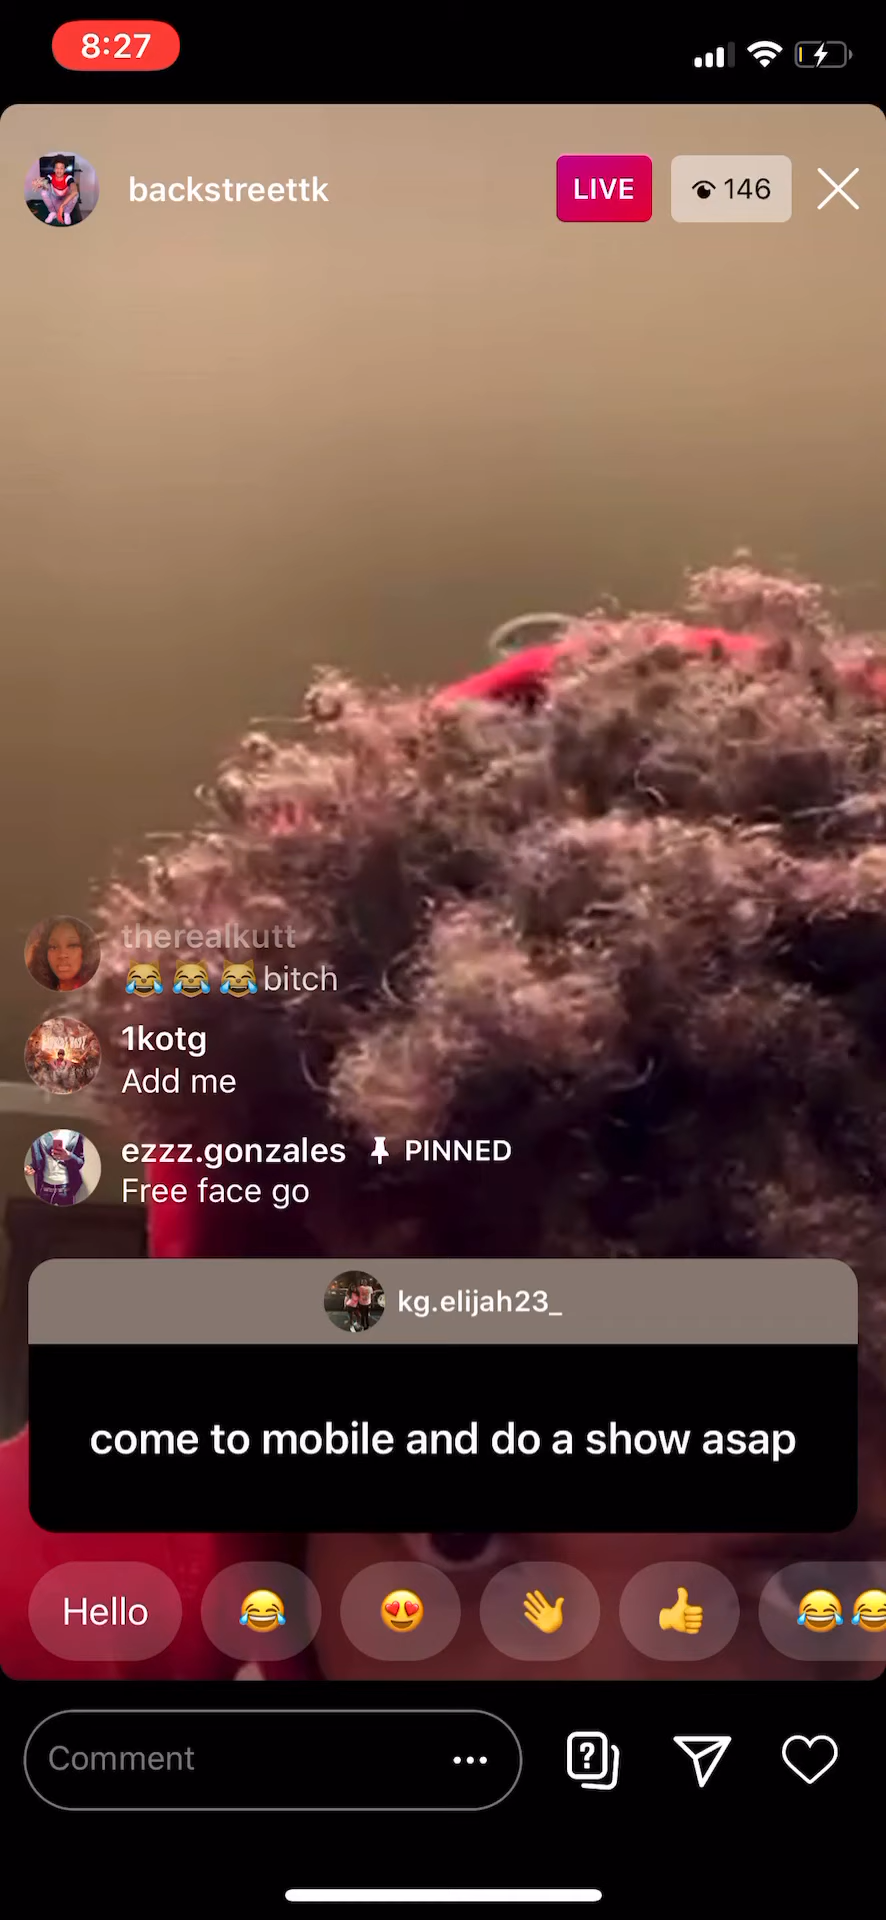 8:27
backstreettk
LIVE
146
therealkutt
😹😹😹bitch
1kotg
Add me
ezzz.gonzales PINNED
Free face go
kg.elijah23_
come to mobile and do a show asap
Hello 😂 😍 👋 👍 😂😂
Comment